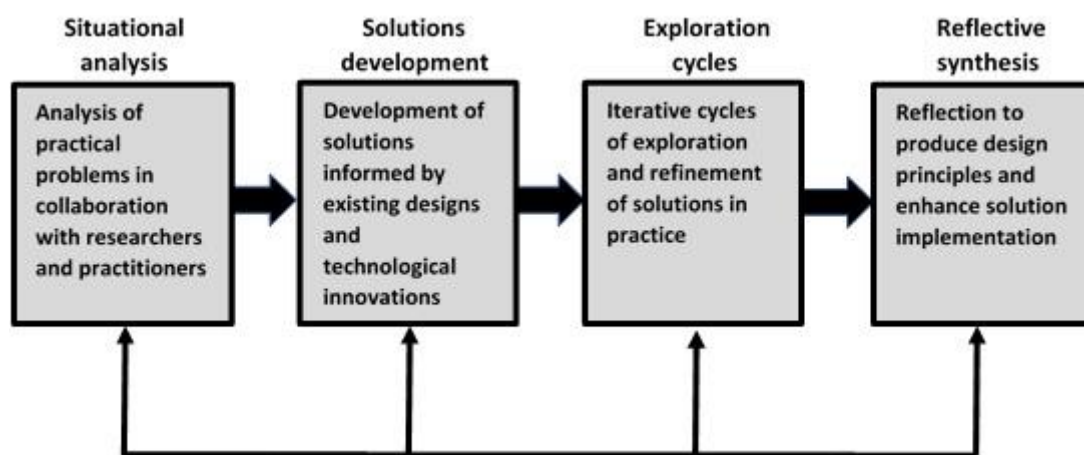 Situational
analysis
Analysis of
practical
problems in
collaboration
with researchers
and practitioners
Solutions
development
Development of
solutions
informed by
existing designs
and
technological
innovations
Exploration
cycles
Iterative cycles
of exploration
and refinement
of solutions in
practice
Reflective
synthesis
Reflection to
produce design
principles and
enhance solution
implementation